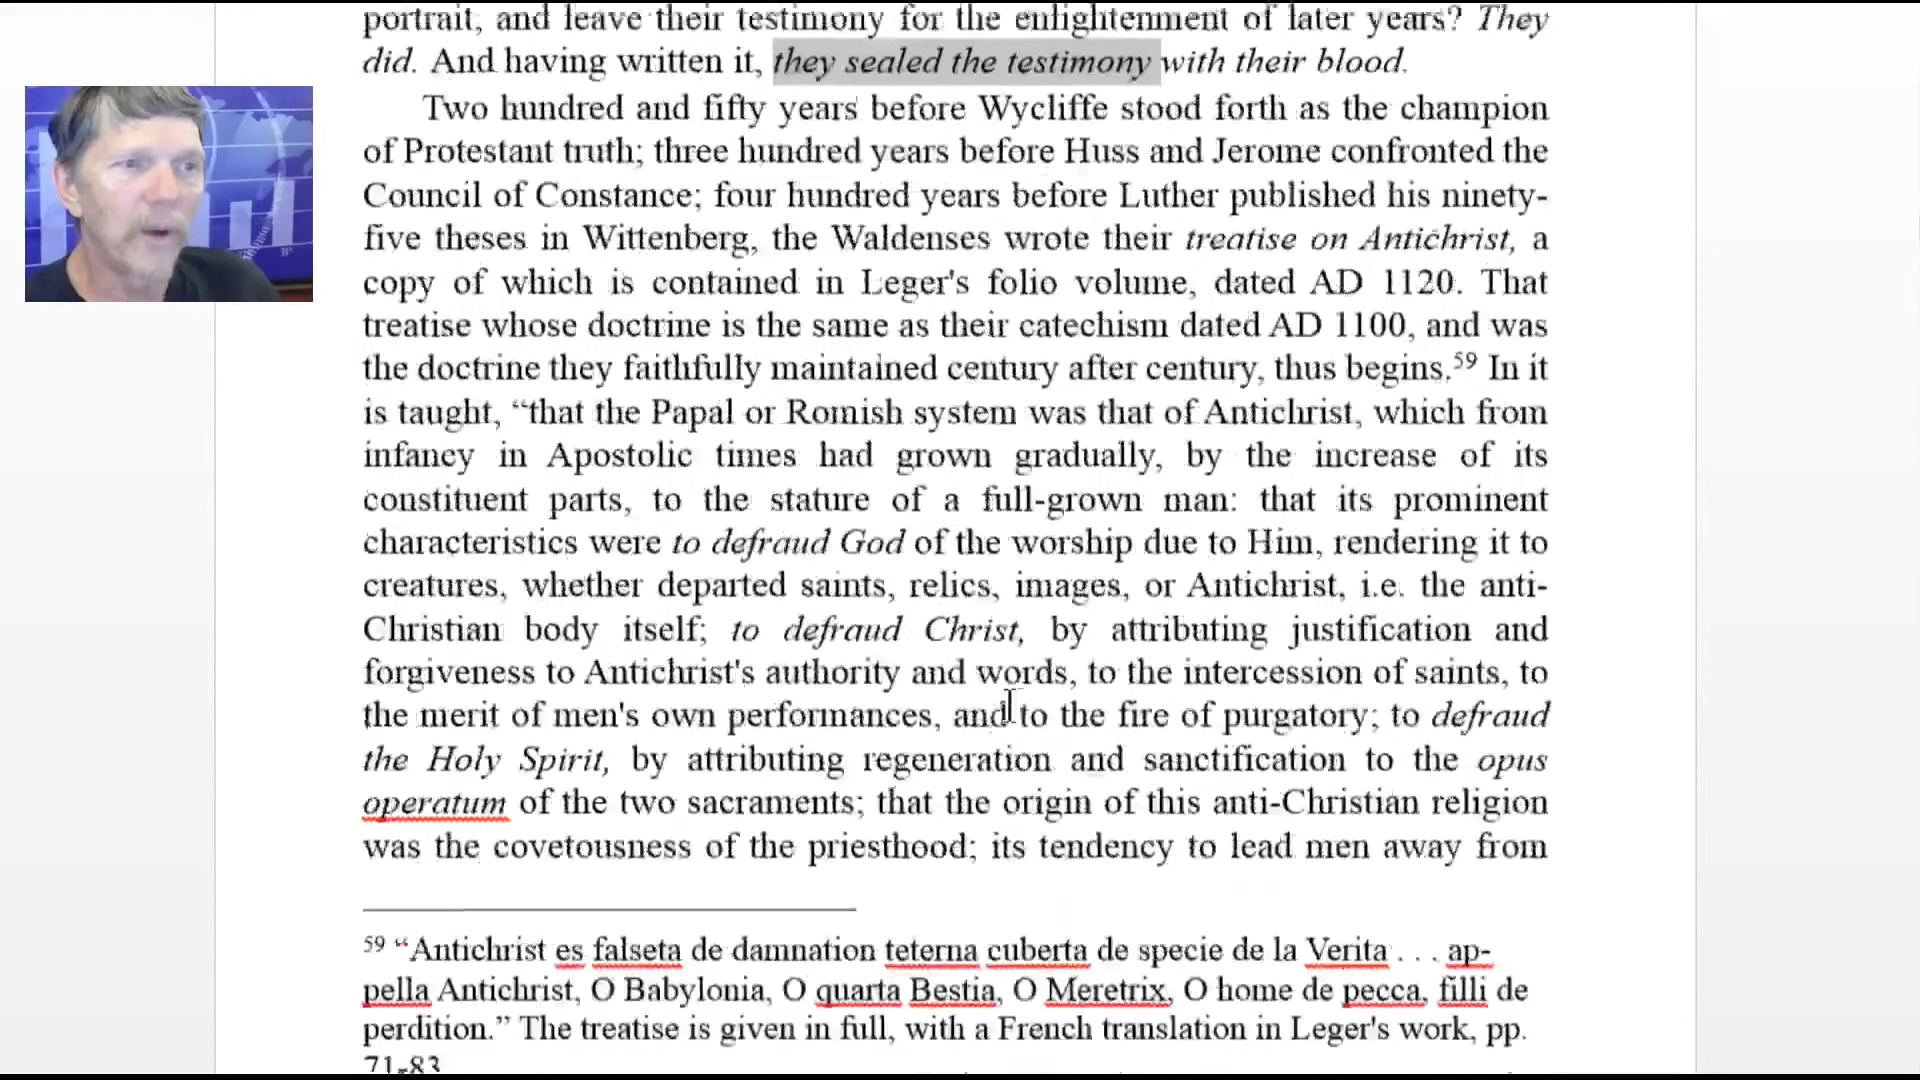 portrait, and leave their testimony for the enlightenment of later years? They
did. And having written it, they sealed the testimony with their blood.
Two hundred and fifty years before Wycliffe stood forth as the champion
of Protestant truth; three hundred years before Huss and Jerome confronted the
Council of Constance; four hundred years before Luther published his ninety-
five theses in Wittenberg, the Waldenses wrote their treatise on Antichrist, a
copy of which is contained in Leger's folio volume, dated AD 1120. That
treatise whose doctrine is the same as their catechism dated AD 1100, and was
the doctrine they faithfully maintained century after century, thus begins.59 In it
is taught, “that the Papal or Romish system was that of Antichrist, which from
infancy in Apostolic times had grown gradually, by the increase of its
constituent parts, to the stature of a full-grown man: that its prominent
characteristics were to defraud God of the worship due to Him, rendering it to
creatures, whether departed saints, relics, images, or Antichrist, i.e. the anti-
Christian body itself; to defraud Christ, by attributing justification and
forgiveness to Antichrist's authority and words, to the intercession of saints, to
the merit of men's own performances, and to the fire of purgatory; to defraud
the Holy Spirit, by attributing regeneration and sanctification to the opus
operatum of the two sacraments; that the origin of this anti-Christian religion
was the covetousness of the priesthood; its tendency to lead men away from
59 “Antichrist es falseta de damnation teterna cuberta de specie de la Verita . . . ap-
pella Antichrist, O Babylonia, O quarta Bestia, O Meretrix, O home de pecca, filli de
perdition.” The treatise is given in full, with a French translation in Leger's work, pp.
71-83